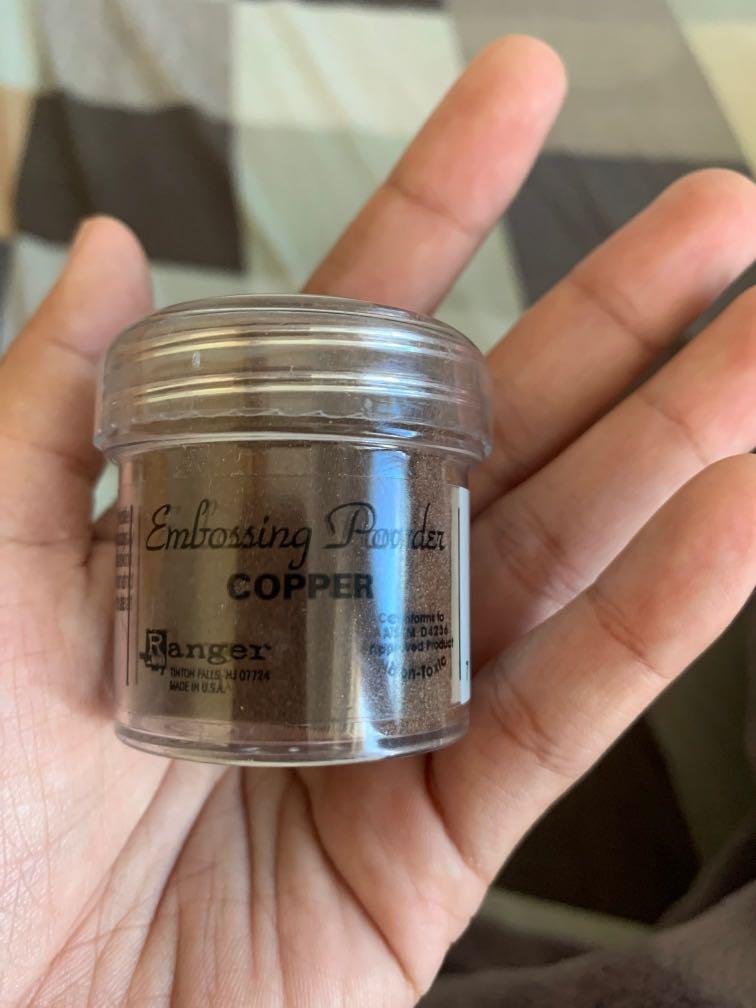 Embossing Powder
COPPER
Ranger
TINTON FALLS, NJ 07724
MADE IN U.S.A.
Conforms to
ASTM D4236
Approved Product
Non-Toxic